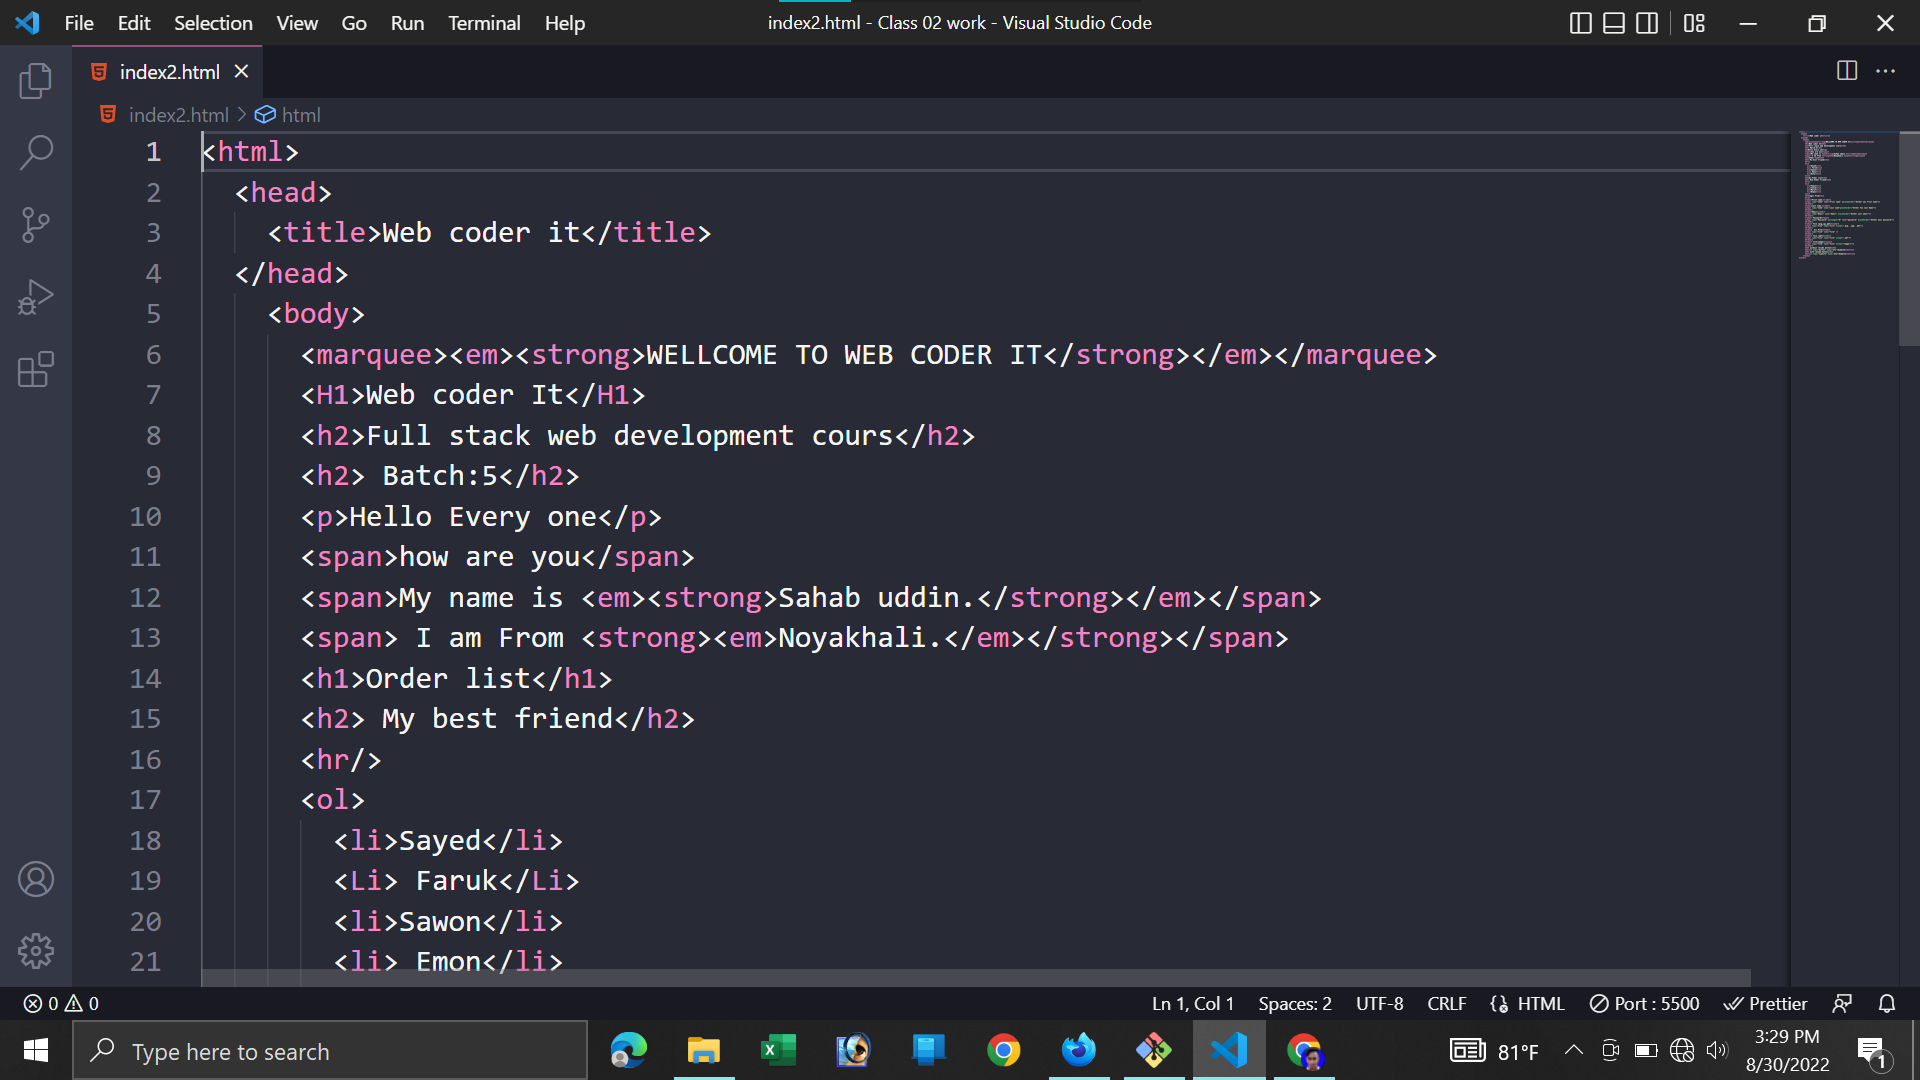 File Edit Selection View Go Run Terminal Help
index2.html - Class 02 work - Visual Studio Code
index2.html
index2.html > html
1 <html>
2 <head>
3 <title>Web coder it</title>
4 </head>
5 <body>
6 <marquee><em><strong>WELLCOME TO WEB CODER IT</strong></em></marquee>
7 <H1>Web coder It</H1>
8 <h2>Full stack web development cours</h2>
9 <h2> Batch:5</h2>
10 <p>Hello Every one</p>
11 <span>how are you</span>
12 <span>My name is <em><strong>Sahab uddin.</strong></em></span>
13 <span> I am From <strong><em>Noyakhali.</em></strong></span>
14 <h1>Order list</h1>
15 <h2> My best friend</h2>
16 <hr/>
17 <ol>
18 <li>Sayed</li>
19 <Li> Faruk</Li>
20 <li>Sawon</li>
21 <li> Emon</li>
0 0 Ln 1, Col 1 Spaces: 2 UTF-8 CRLF HTML Port : 5500 Prettier
Type here to search
81°F
3:29 PM
8/30/2022
1